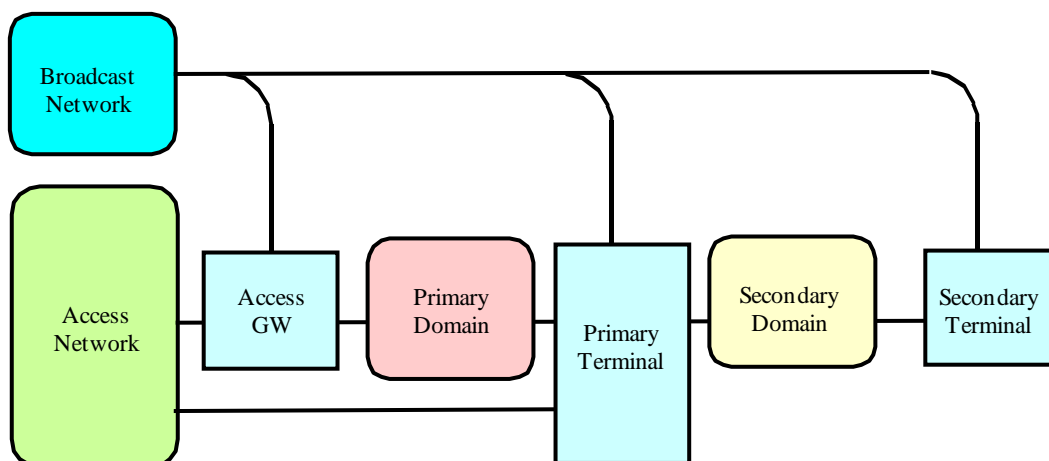 Broadcast
Network
Access
Network
Access
GW
Primary
Domain
Primary
Terminal
Secondary
Domain
Secondary
Terminal